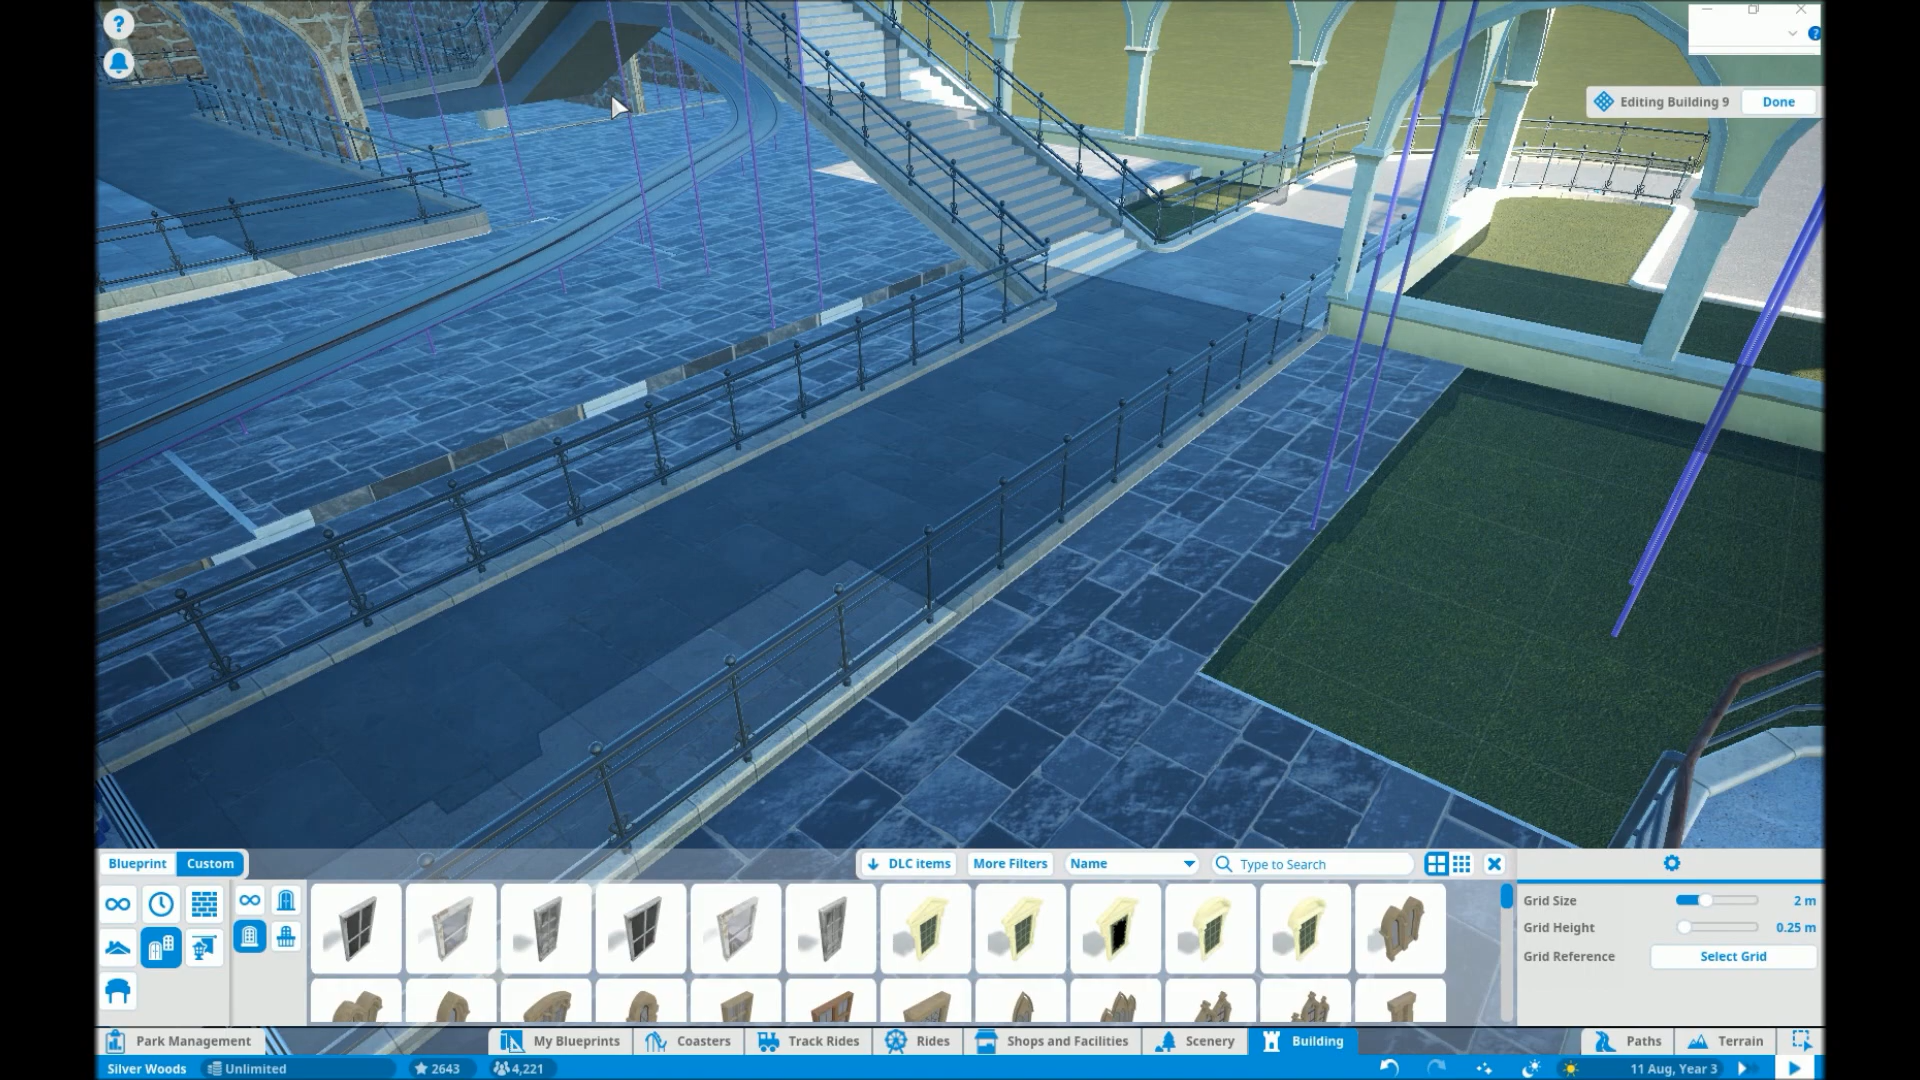 ?
?
Editing Building 9 Done
Blueprint Custom
DLC items More Filters Name Type to Search
Grid Size 2 m
Grid Height 0.25 m
Grid Reference Select Grid
Park Management My Blueprints Coasters Track Rides Rides Shops and Facilities Scenery Building Paths Terrain
Silver Woods Unlimited 2643 4,221 11 Aug, Year 3